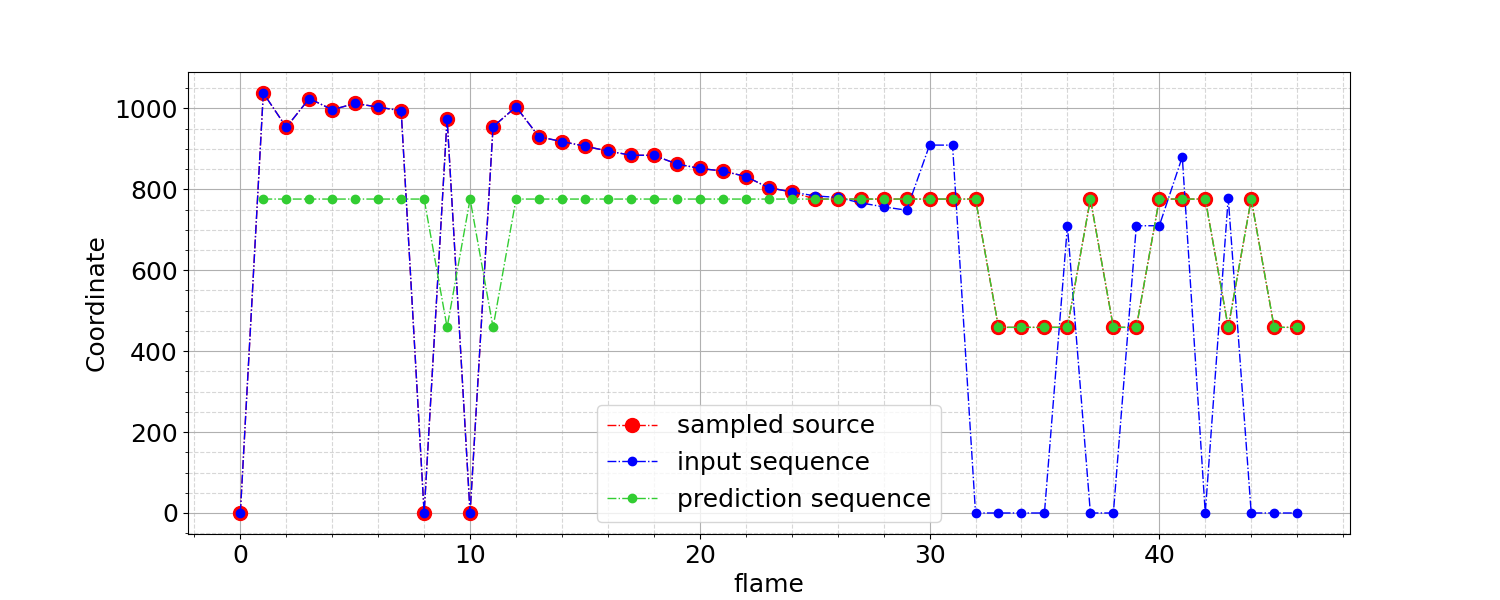 1000
800
600
400
200
0
Coordinate
sampled source
input sequence
prediction sequence
0 10 20 30 40
flame